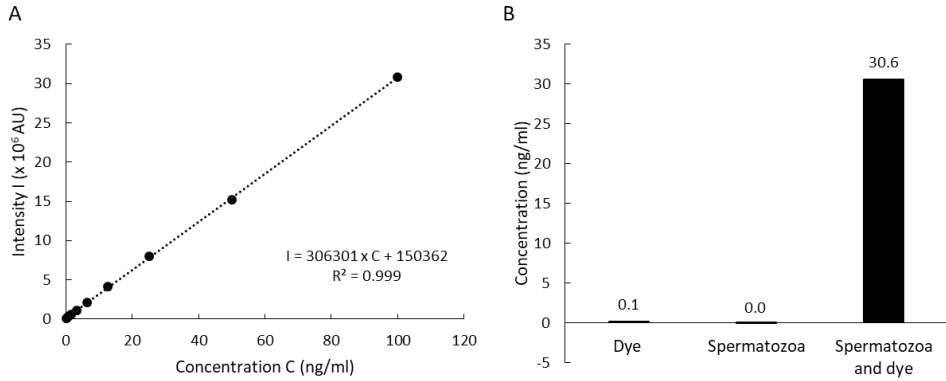 A
Intensity I (x 10⁶ AU)
35
30
25
20
15
10
5
0
0 20 40 60 80 100 120
Concentration C (ng/ml)
I = 306301 x C + 150362
R² = 0.999
B
Concentration (ng/ml)
35
30
25
20
15
10
5
0
-5
0.1
0.0
30.6
Dye
Spermatozoa
Spermatozoa
and dye